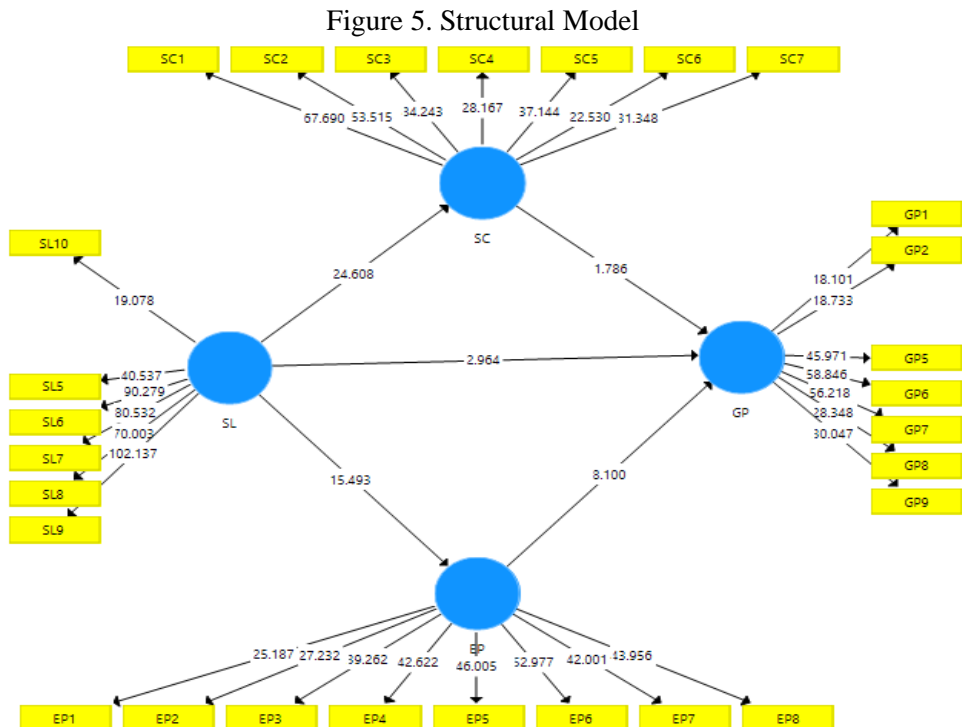 Figure 5. Structural Model
SC1 SC2 SC3 SC4 SC5 SC6 SC7
67.690 53.515 34.243 28.167 37.144 22.530 31.348
SC
GP1
SL10
GP2
24.608
1.786
18.101
19.078
18.733
2.964
45.971
GP5
SL5
40.537
58.846
90.279
GP6
56.218
SL6
80.532
SL
GP
28.348
GP7
70.003
30.047
SL7
102.137
GP8
SL8
15.493
8.100
GP9
SL9
EP
25.187 27.232 39.262 42.622 46.005 52.977 42.001 43.956
EP1 EP2 EP3 EP4 EP5 EP6 EP7 EP8